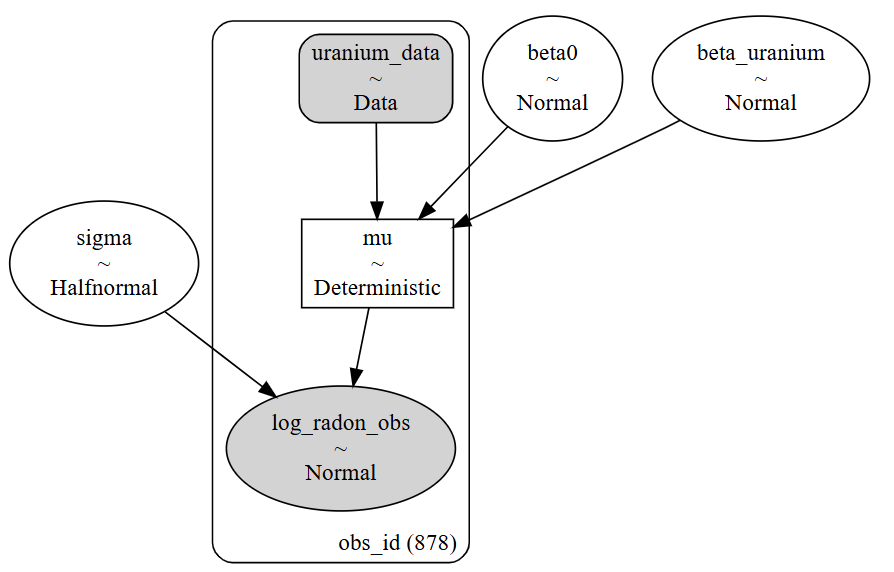 uranium_data
~
Data
beta0
~
Normal
beta_uranium
~
Normal
sigma
~
Halfnormal
mu
~
Deterministic
log_radon_obs
~
Normal
obs_id (878)